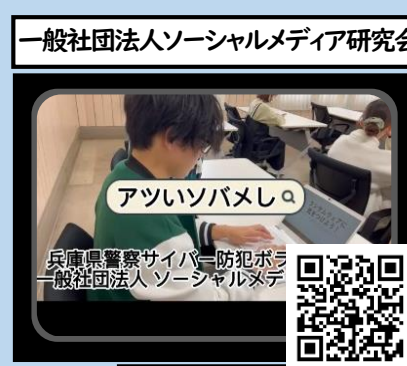 一般社団法人ソーシャルメディア研究会
アツいソバメし
兵庫県警察サイバー防犯ボラ
一般社団法人 ソーシャルメデ